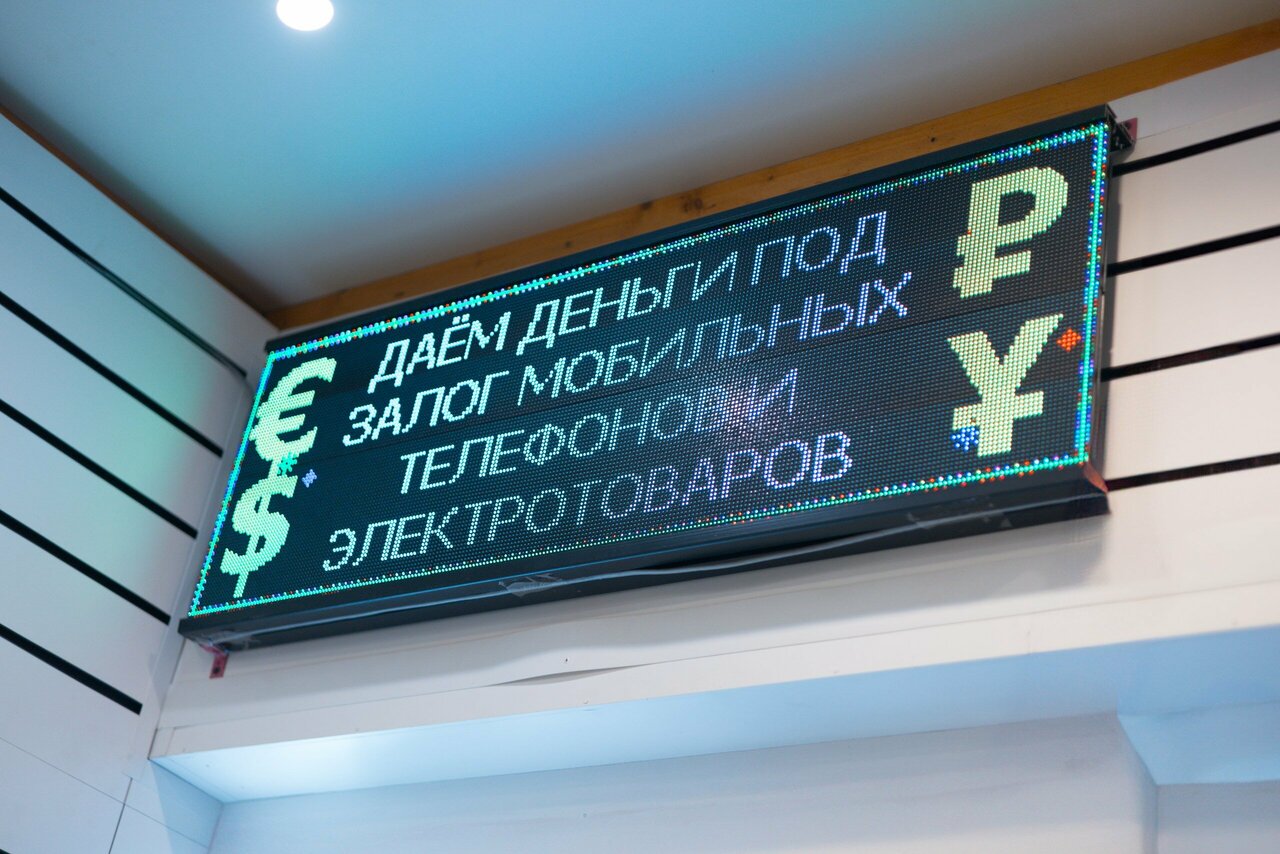 ДАЁМ ДЕНЬГИ ПОД
ЗАЛОГ МОБИЛЬНЫХ
ТЕЛЕФОНОВ И
ЭЛЕКТРОТОВАРОВ
€
$
₽
¥